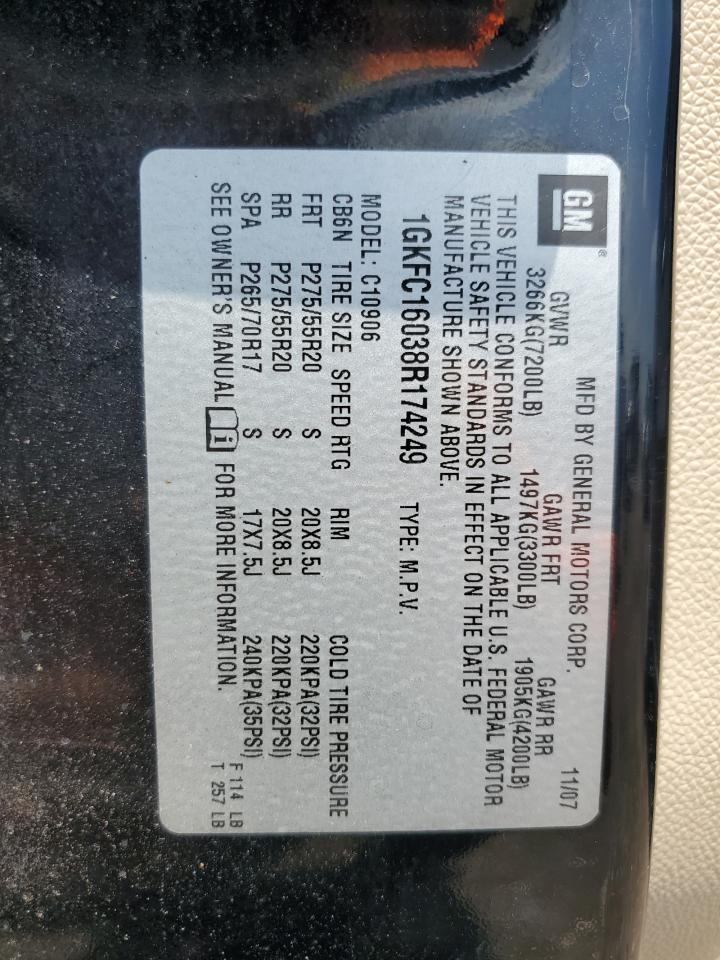 GM ®
MFD BY GENERAL MOTORS CORP. 11/07
GVWR GAWR FRT GAWR RR
3266KG(7200LB) 1497KG(3300LB) 1905KG(4200LB)
THIS VEHICLE CONFORMS TO ALL APPLICABLE U.S. FEDERAL MOTOR
VEHICLE SAFETY STANDARDS IN EFFECT ON THE DATE OF
MANUFACTURE SHOWN ABOVE.
1GKFC16038R174249 TYPE: M.P.V.
MODEL: C10906
CB6N TIRE SIZE SPEED RTG RIM COLD TIRE PRESSURE
FRT P275/55R20 S 20X8.5J 220KPA(32PSI)
RR P275/55R20 S 20X8.5J 220KPA(32PSI)
SPA P265/70R17 S 17X7.5J 240KPA(35PSI) F 114 LB
SEE OWNER'S MANUAL i FOR MORE INFORMATION. T 257 LB